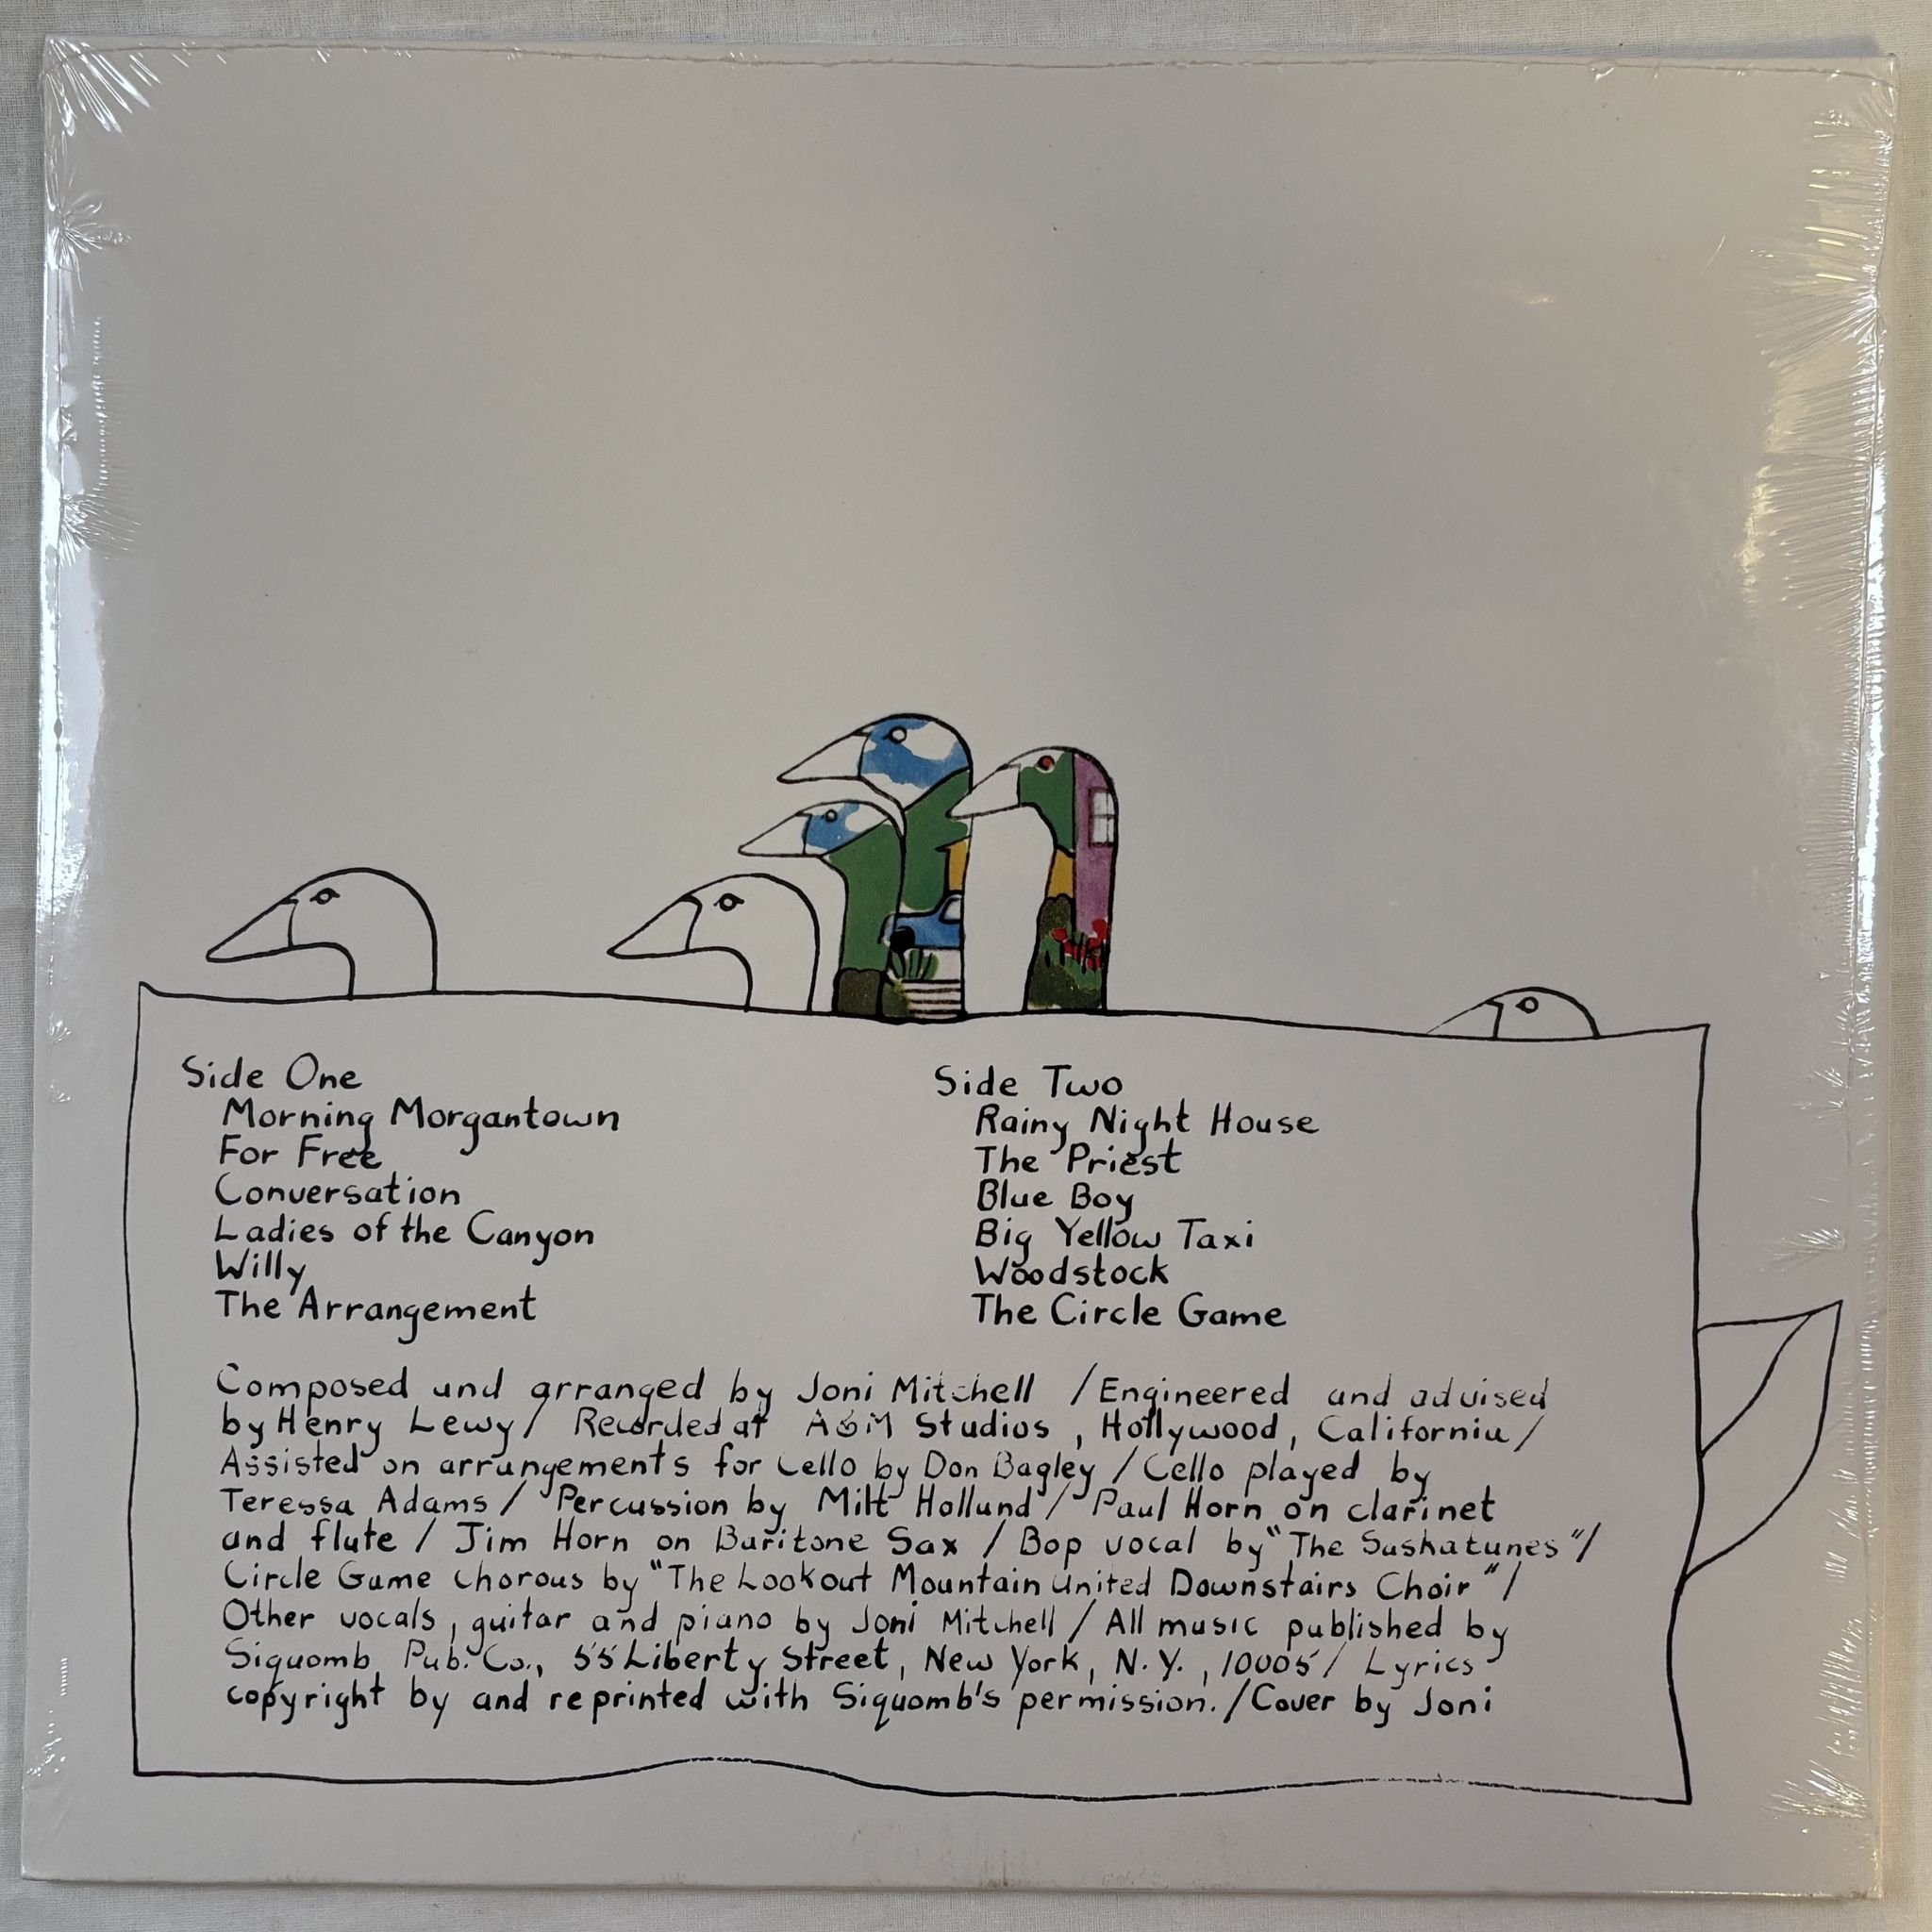 Side One
Morning Morgantown
For Free
Conversation
Ladies of the Canyon
Willy
The Arrangement
Side Two
Rainy Night House
The Priest
Blue Boy
Big Yellow Taxi
Woodstock
The Circle Game
Composed and arranged by Joni Mitchell / Engineered and advised
by Henry Lewy / Recorded at A&M Studios, Hollywood, California /
Assisted on arrangements for Cello by Don Bagley / Cello played by
Teressa Adams / Percussion by Milt Holland / Paul Horn on clarinet
and flute / Jim Horn on Baritone Sax / Bop vocal by "The Saskatunes" /
Circle Game chorous by "The Lookout Mountain United Downstairs Choir" /
Other vocals, guitar and piano by Joni Mitchell / All music published by
Siquomb Pub. Co., 55 Liberty Street, New York, N.Y., 10005 / Lyrics
copyright by and reprinted with Siquomb's permission. / Cover by Joni